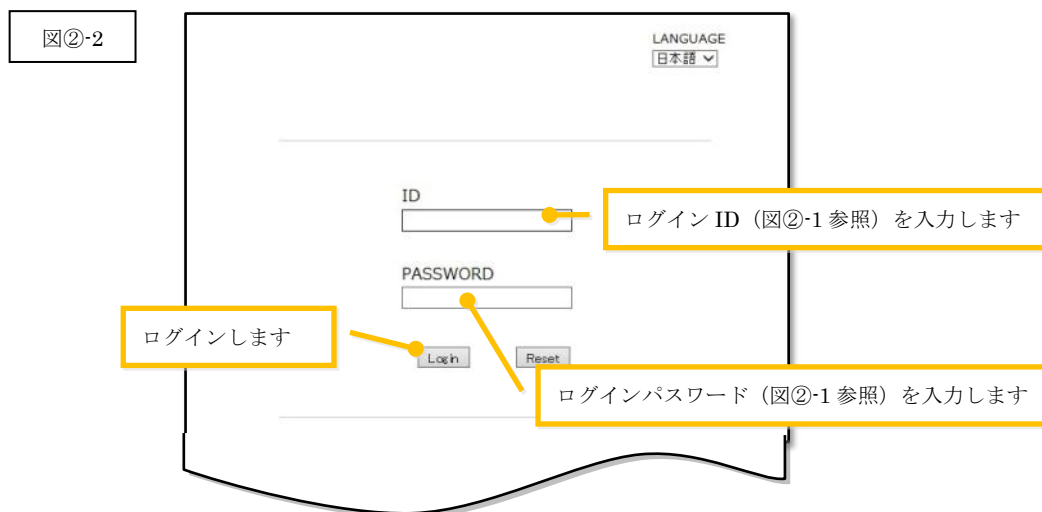 図②-2
LANGUAGE
日本語
ID
ログイン ID（図②-1 参照）を入力します
PASSWORD
ログインします
Login
Reset
ログインパスワード（図②-1 参照）を入力します